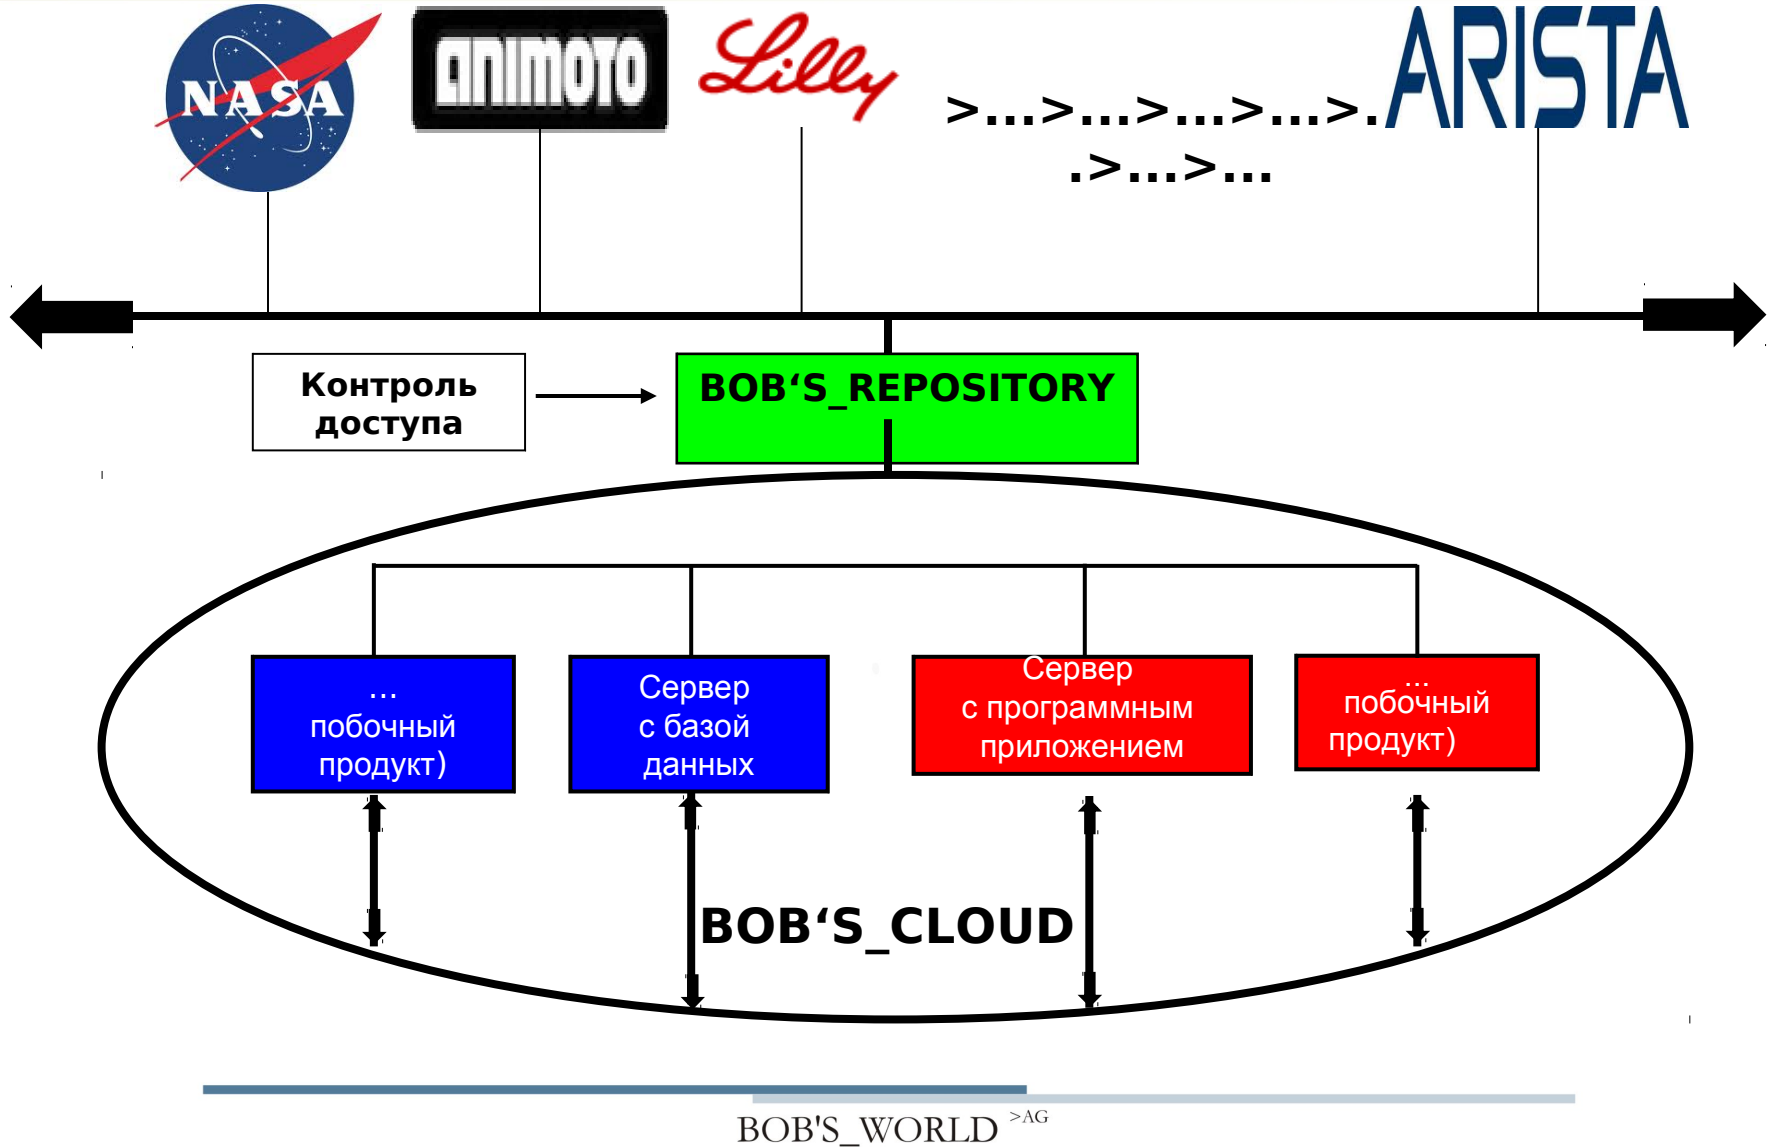 NASA
ANIMOTO
Lilly
>...>...>...>...>.
.>...>...
ARISTA
Контроль
доступа
BOB‘S_REPOSITORY
...
побочный
продукт)
Сервер
с базой
данных
Сервер
с программным
приложением
...
побочный
продукт)
BOB‘S_CLOUD
BOB'S_WORLD >AG